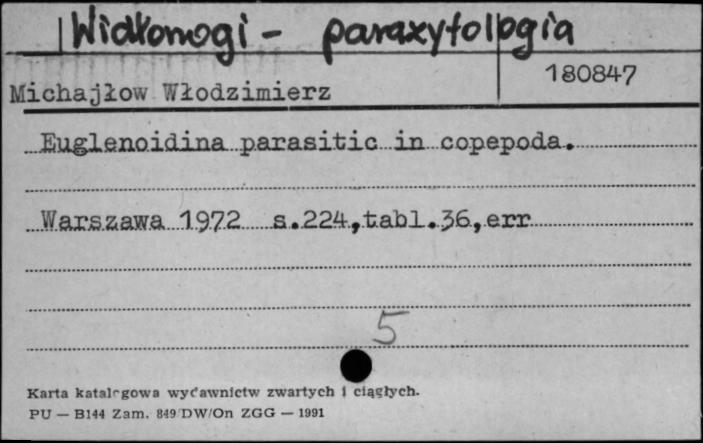 Widłonogi - parazytologia
180847
Michajłow Włodzimierz
Euglenoidina parasitic in copepoda.
Warszawa 1972 s.224,tabl.36,err
5
Karta katalogowa wydawnictw zwartych i ciągłych.
PU — B144 Zam. 849/DW/On ZGG — 1991